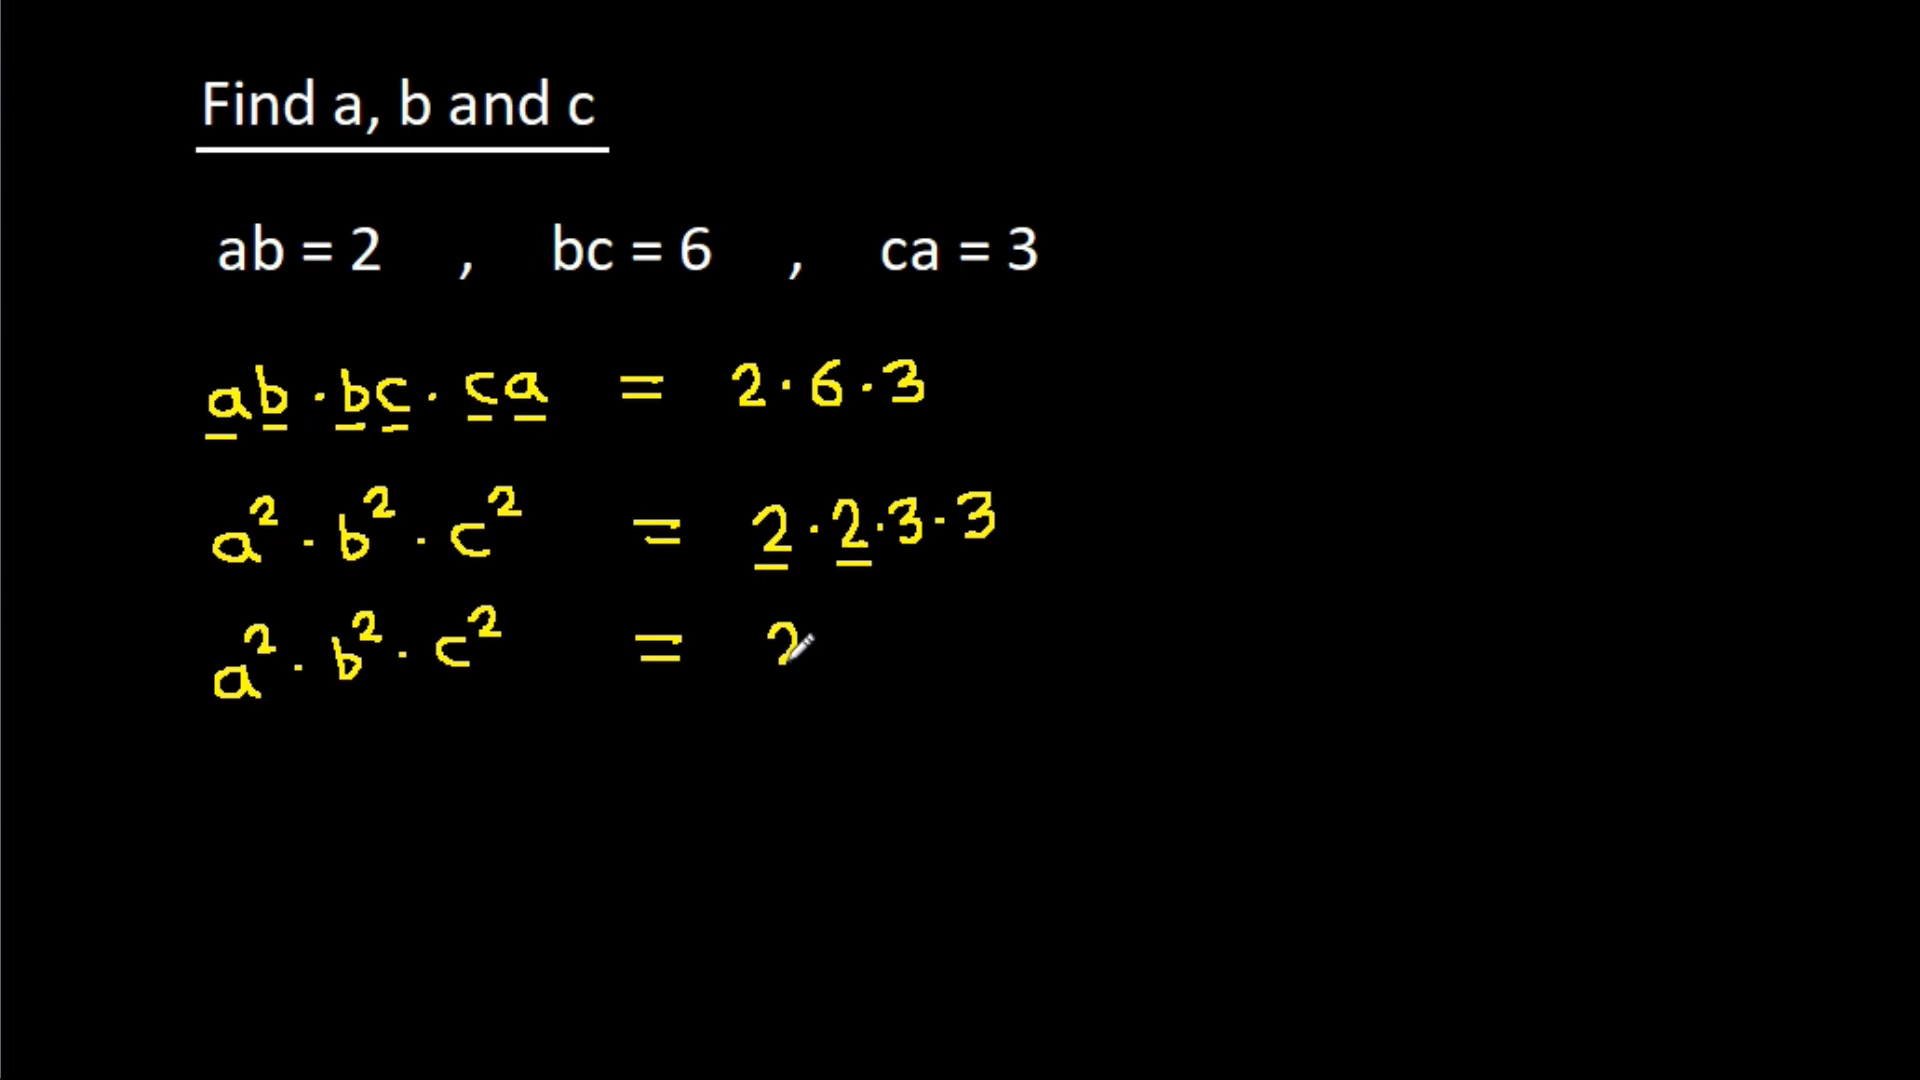 Find a, b and c
ab = 2 , bc = 6 , ca = 3
ab · bc · ca = 2 · 6 · 3
a² · b² · c² = 2 · 2 · 3 · 3
a² · b² · c² = 2